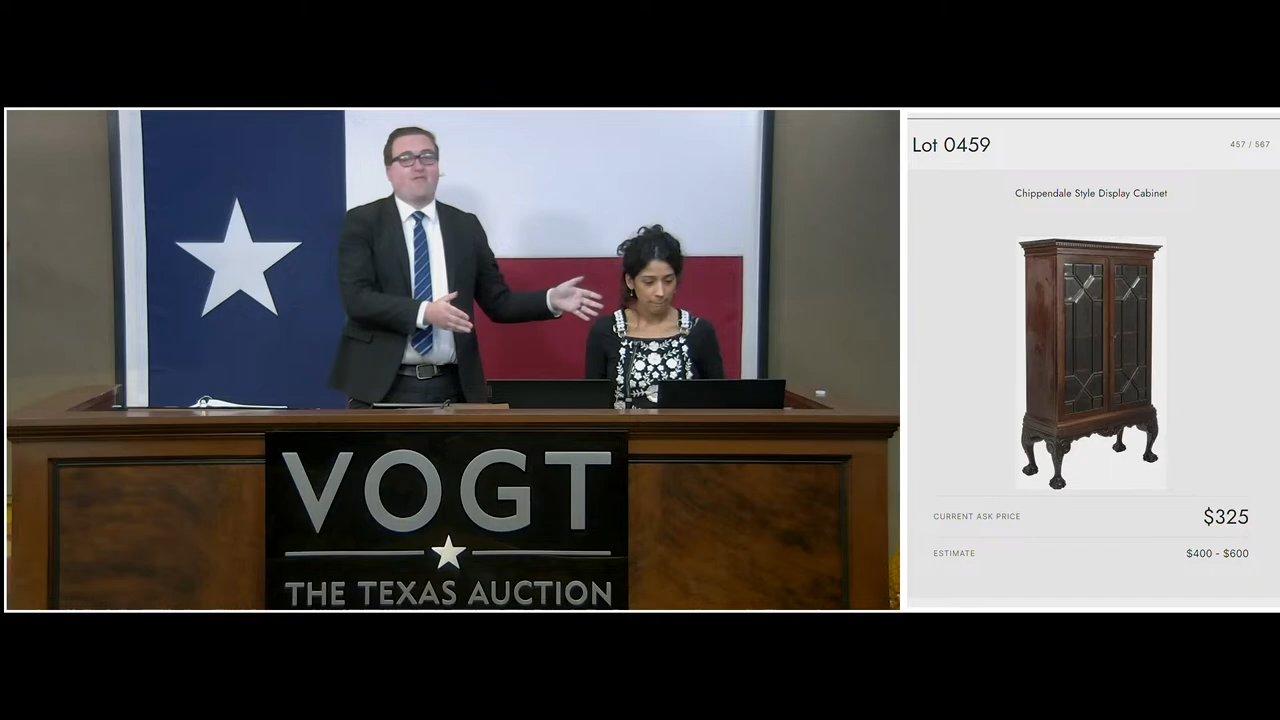 VOGT
THE TEXAS AUCTION
Lot 0459
457 / 567
Chippendale Style Display Cabinet
CURRENT ASK PRICE
$325
ESTIMATE
$400 - $600